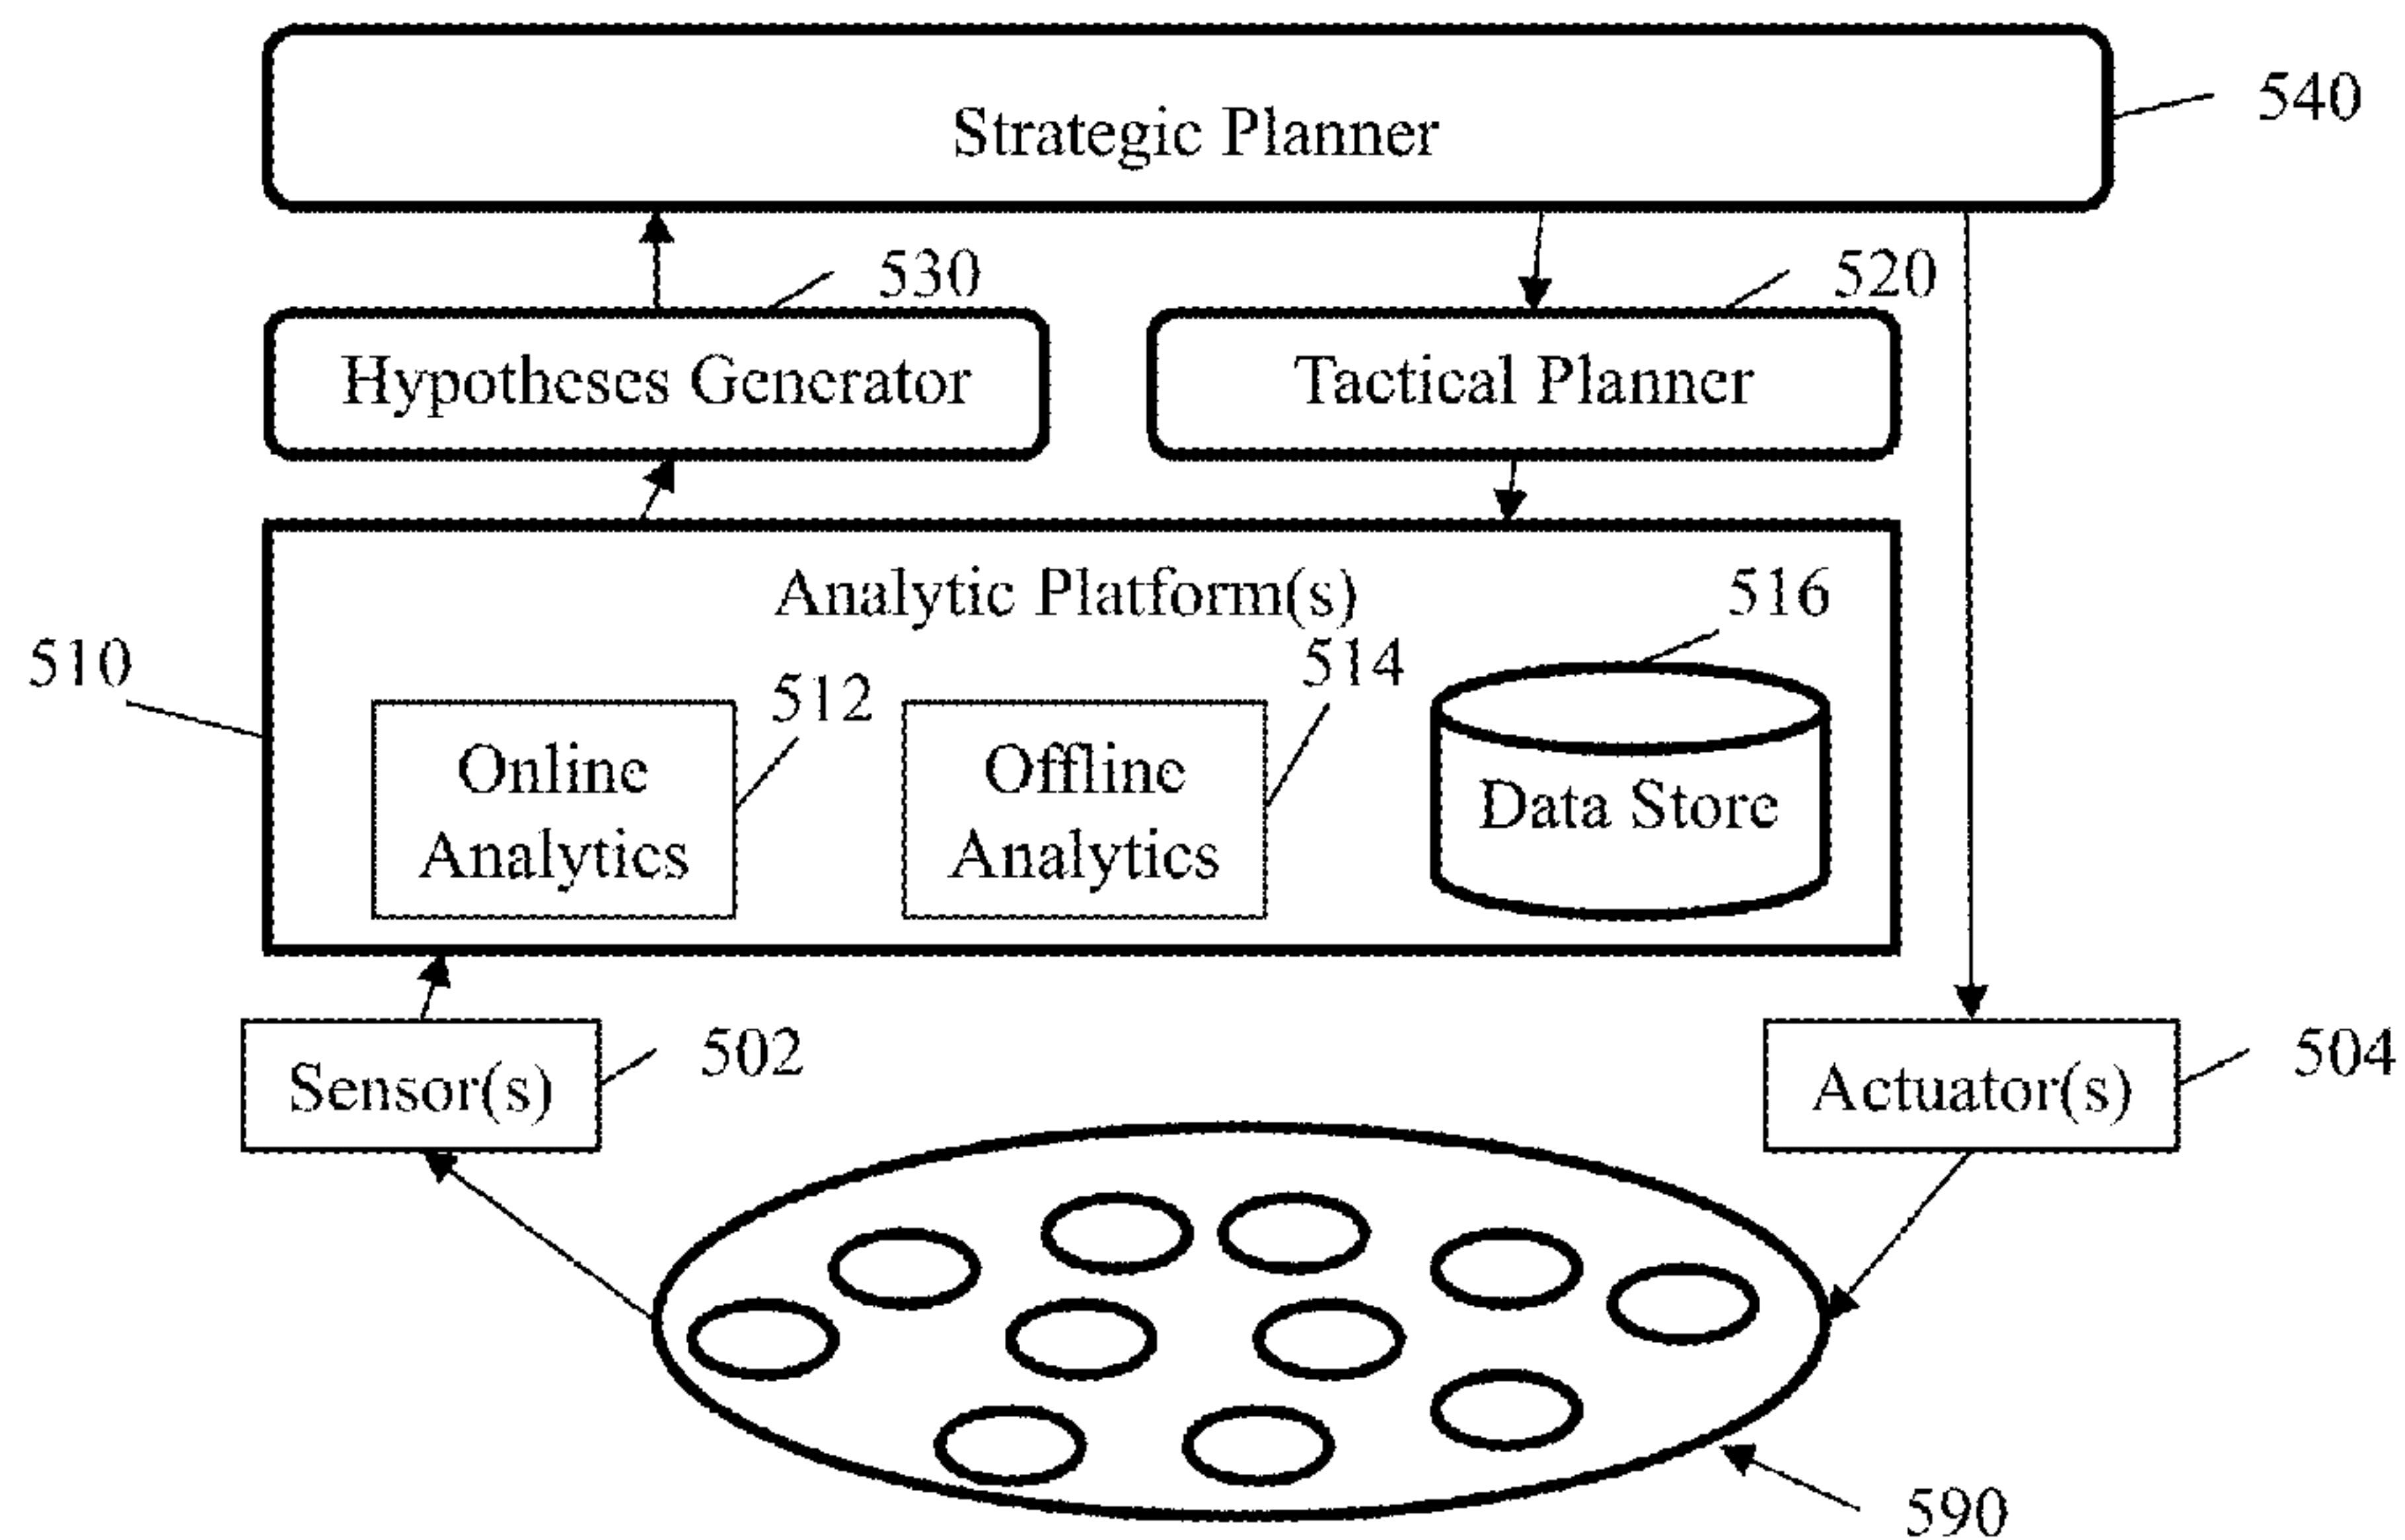 Strategic Planner
540
530
520
Hypotheses Generator
Tactical Planner
Analytic Platform(s)
516
510
514
512
Online
Analytics
Offline
Analytics
Data Store
Sensor(s)
502
Actuator(s)
504
590